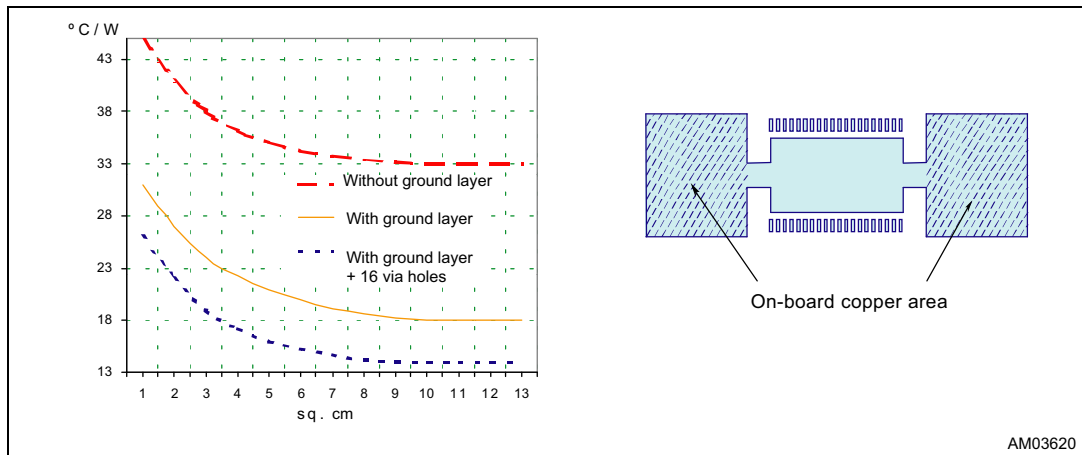 º C / W
43
38
33
28
23
18
13
1 2 3 4 5 6 7 8 9 10 11 12 13
sq. cm
Without ground layer
With ground layer
With ground layer
+ 16 via holes
On-board copper area
AM03620